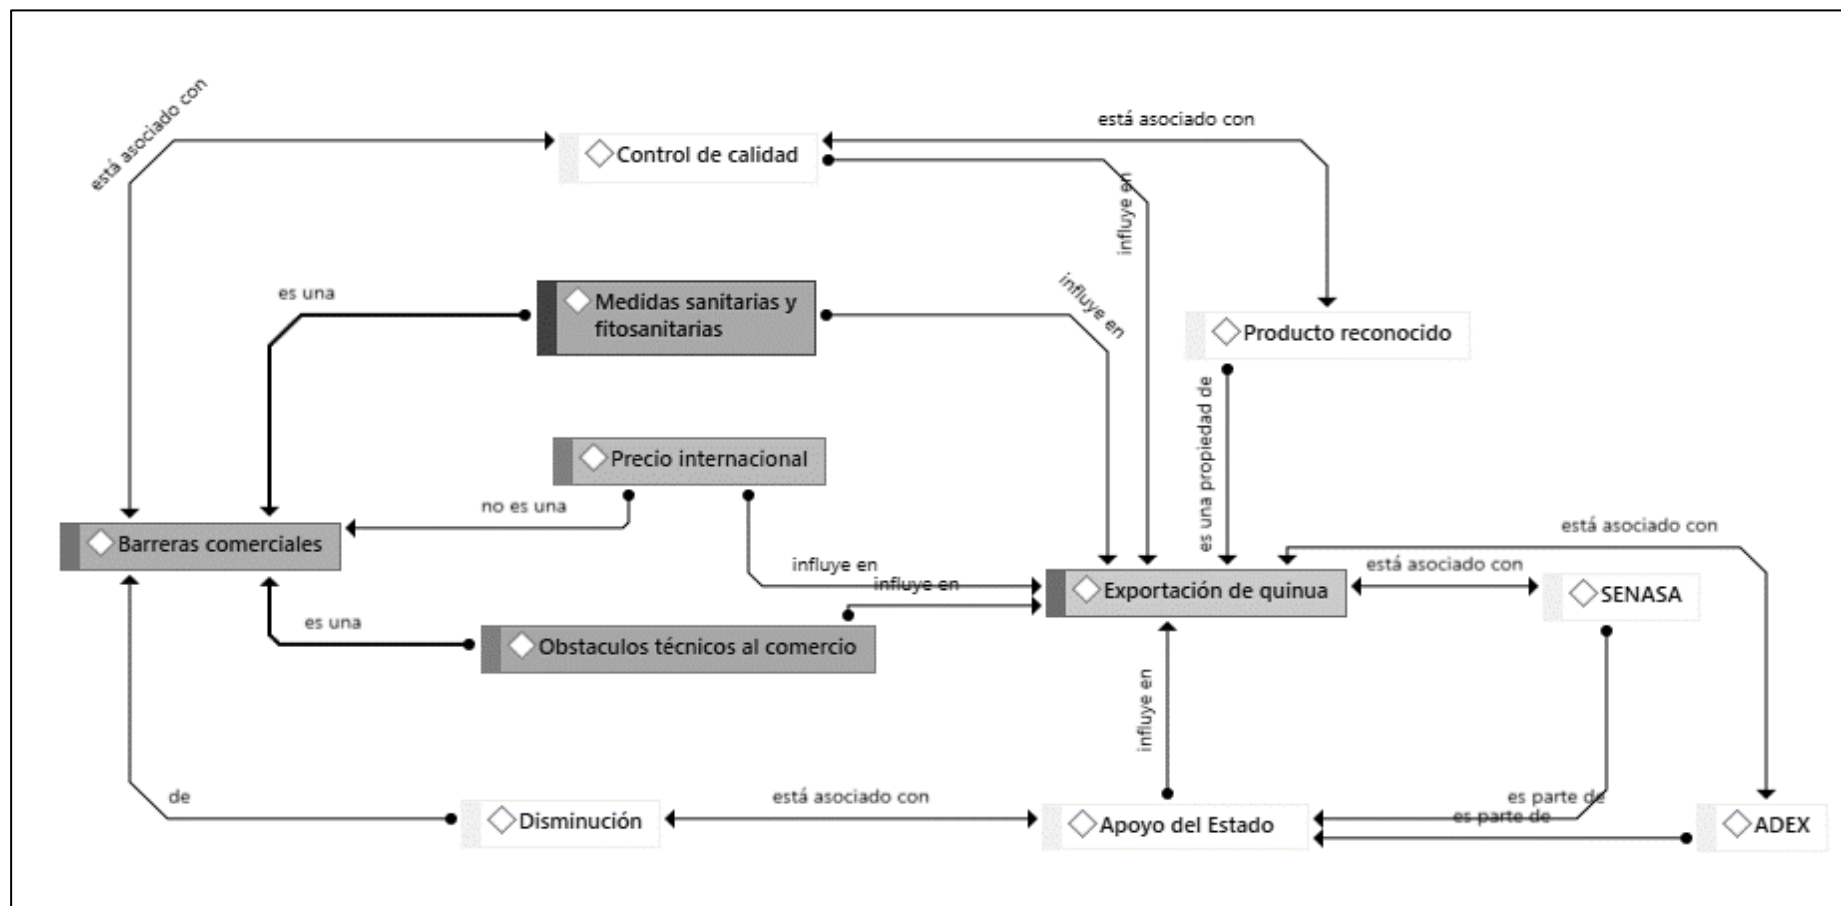 está asociado con
está asociado con
Control de calidad
influye en
es una
Medidas sanitarias y
fitosanitarias
influye en
Producto reconocido
es una propiedad de
Precio internacional
no es una
está asociado con
Barreras comerciales
influye en
está asociado con
influye en
Exportación de quinua
SENASA
es una
Obstaculos técnicos al comercio
influye en
de
está asociado con
es parte de
es parte de
Disminución
Apoyo del Estado
ADEX